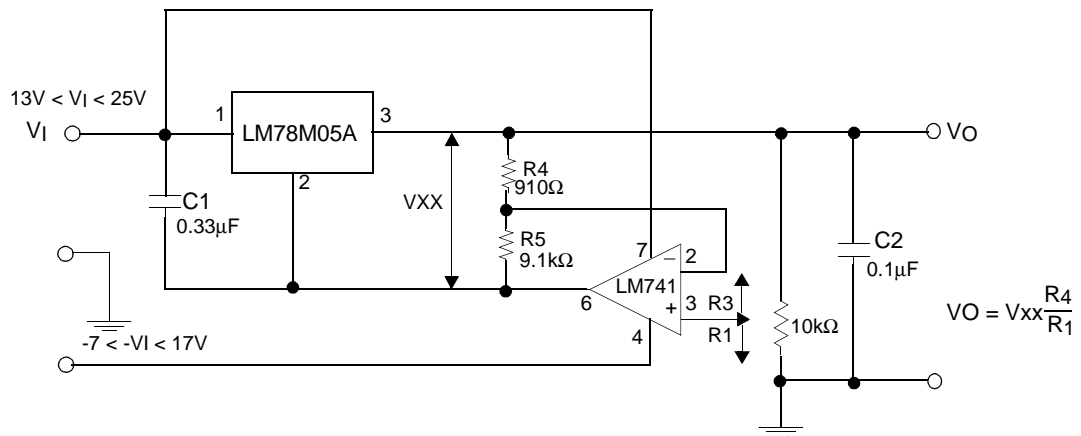 13V < VI < 25V
VI
1
LM78M05A
3
VO
2
C1
0.33μF
VXX
R4
910Ω
R5
9.1kΩ
7
–
2
LM741
6
+
3
R3
R1
4
10kΩ
C2
0.1μF
-7 < -VI < 17V
VO = Vxx R4/R1